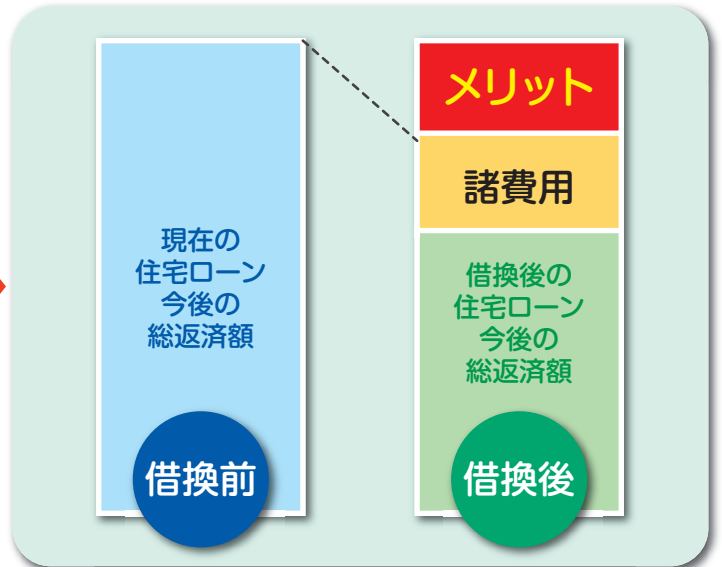 現在の
住宅ローン
今後の
総返済額
借換前
メリット
諸費用
借換後の
住宅ローン
今後の
総返済額
借換後